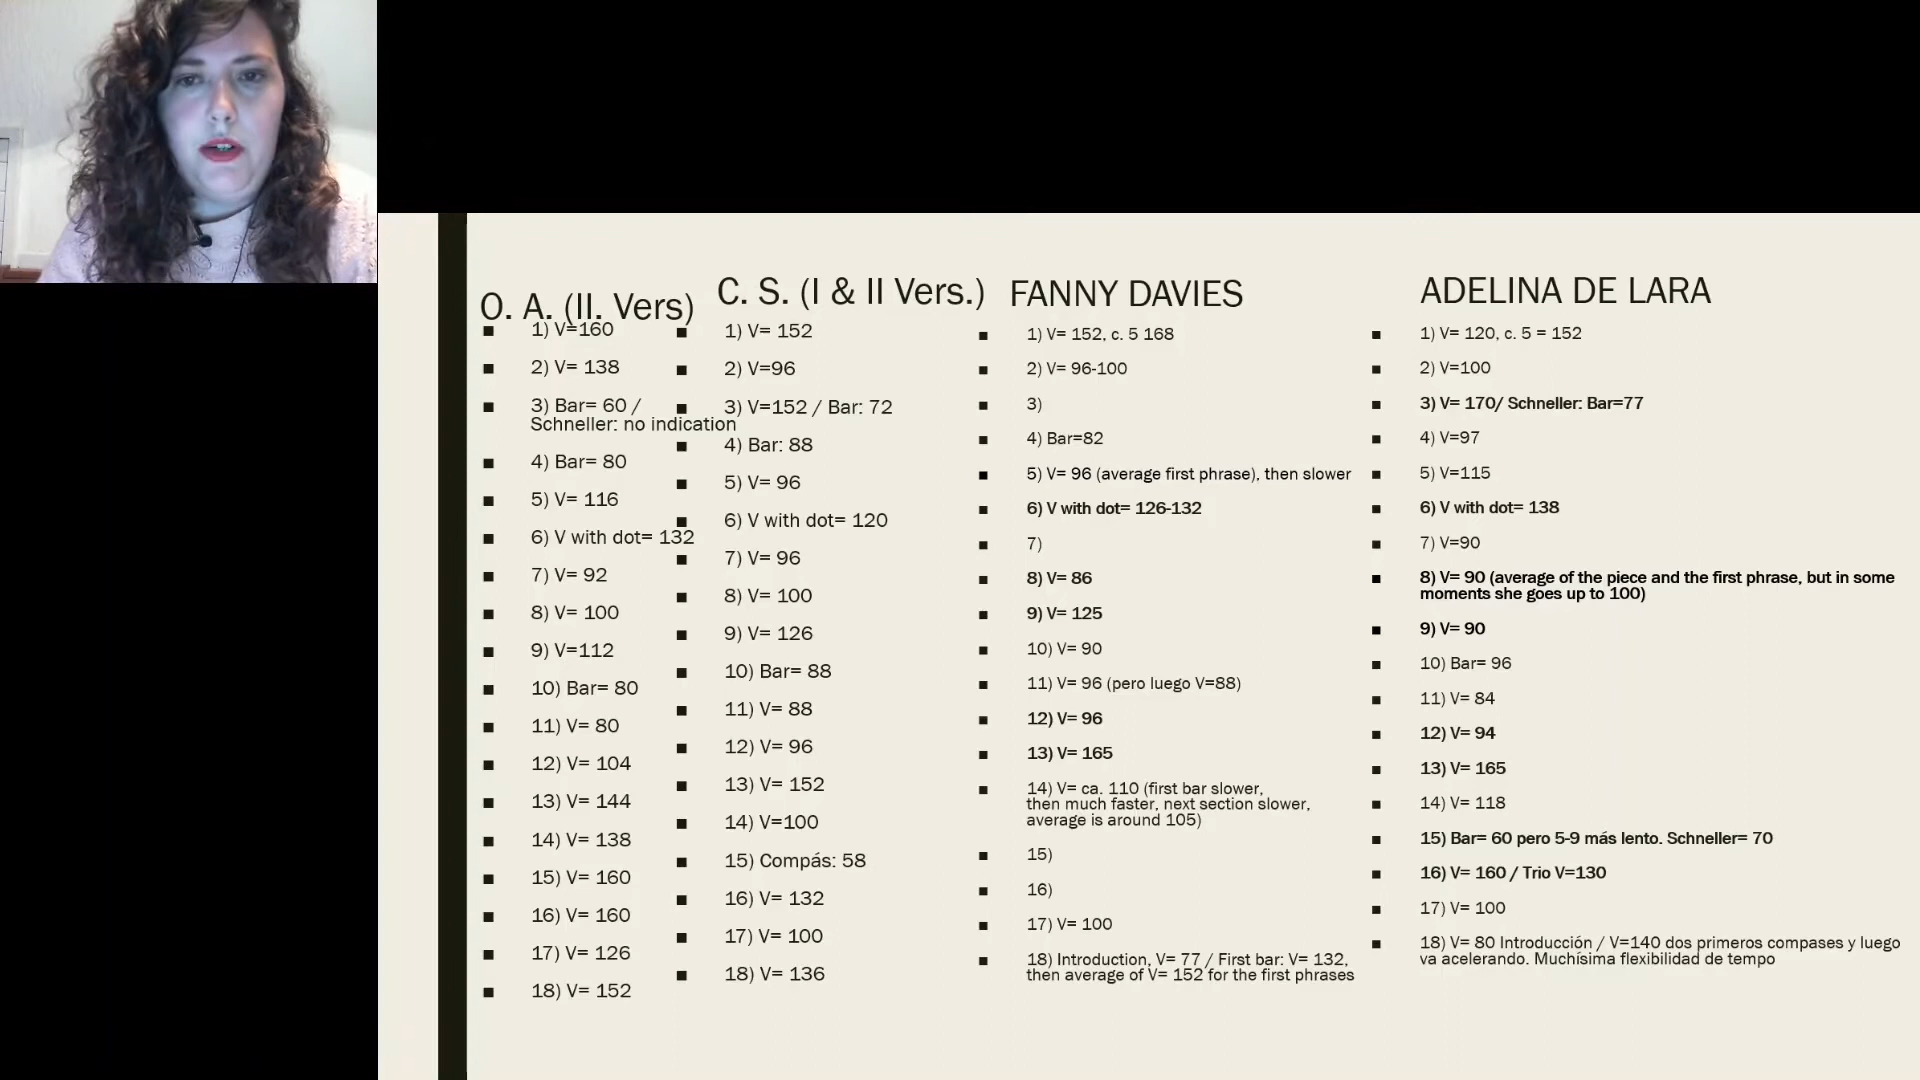 O. A. (II. Vers)
1) V=160
2) V= 138
3) Bar= 60 /
Schneller: no indication
4) Bar= 80
5) V= 116
6) V with dot= 132
7) V= 92
8) V= 100
9) V=112
10) Bar= 80
11) V= 80
12) V= 104
13) V= 144
14) V= 138
15) V= 160
16) V= 160
17) V= 126
18) V= 152
C. S. (I & II Vers.)
1) V= 152
2) V=96
3) V=152 / Bar: 72
4) Bar: 88
5) V= 96
6) V with dot= 120
7) V= 96
8) V= 100
9) V= 126
10) Bar= 88
11) V= 88
12) V= 96
13) V= 152
14) V=100
15) Compás: 58
16) V= 132
17) V= 100
18) V= 136
FANNY DAVIES
1) V= 152, c. 5 168
2) V= 96-100
3)
4) Bar=82
5) V= 96 (average first phrase), then slower
6) V with dot= 126-132
7)
8) V= 86
9) V= 125
10) V= 90
11) V= 96 (pero luego V=88)
12) V= 96
13) V= 165
14) V= ca. 110 (first bar slower,
then much faster, next section slower,
average is around 105)
15)
16)
17) V= 100
18) Introduction, V= 77 / First bar: V= 132,
then average of V= 152 for the first phrases
ADELINA DE LARA
1) V= 120, c. 5 = 152
2) V=100
3) V= 170/ Schneller: Bar=77
4) V=97
5) V=115
6) V with dot= 138
7) V=90
8) V= 90 (average of the piece and the first phrase, but in some
moments she goes up to 100)
9) V= 90
10) Bar= 96
11) V= 84
12) V= 94
13) V= 165
14) V= 118
15) Bar= 60 pero 5-9 más lento. Schneller= 70
16) V= 160 / Trio V=130
17) V= 100
18) V= 80 Introducción / V=140 dos primeros compases y luego
va acelerando. Muchísima flexibilidad de tempo